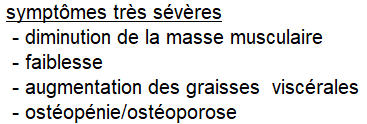 symptômes très sévères
- diminution de la masse musculaire
- faiblesse
- augmentation des graisses viscérales
- ostéopénie/ostéoporose